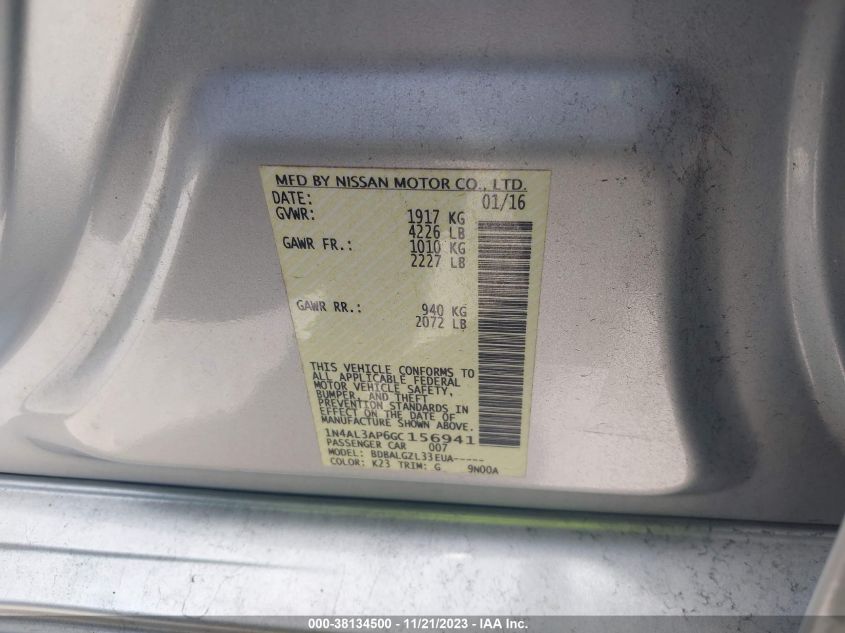 MFD BY NISSAN MOTOR CO., LTD.
DATE: 01/16
GVWR: 1917 KG
4226 LB
GAWR FR.: 1010 KG
2227 LB
GAWR RR.: 940 KG
2072 LB
THIS VEHICLE CONFORMS TO
ALL APPLICABLE FEDERAL
MOTOR VEHICLE SAFETY,
BUMPER, AND THEFT
PREVENTION STANDARDS IN
EFFECT ON THE DATE OF
MANUFACTURE SHOWN ABOVE.
1N4AL3AP6GC156941
PASSENGER CAR 007
MODEL: BDBALGZL33EUA-----
COLOR: K23 TRIM: G 9N00A
000-38134500 - 11/21/2023 - IAA Inc.